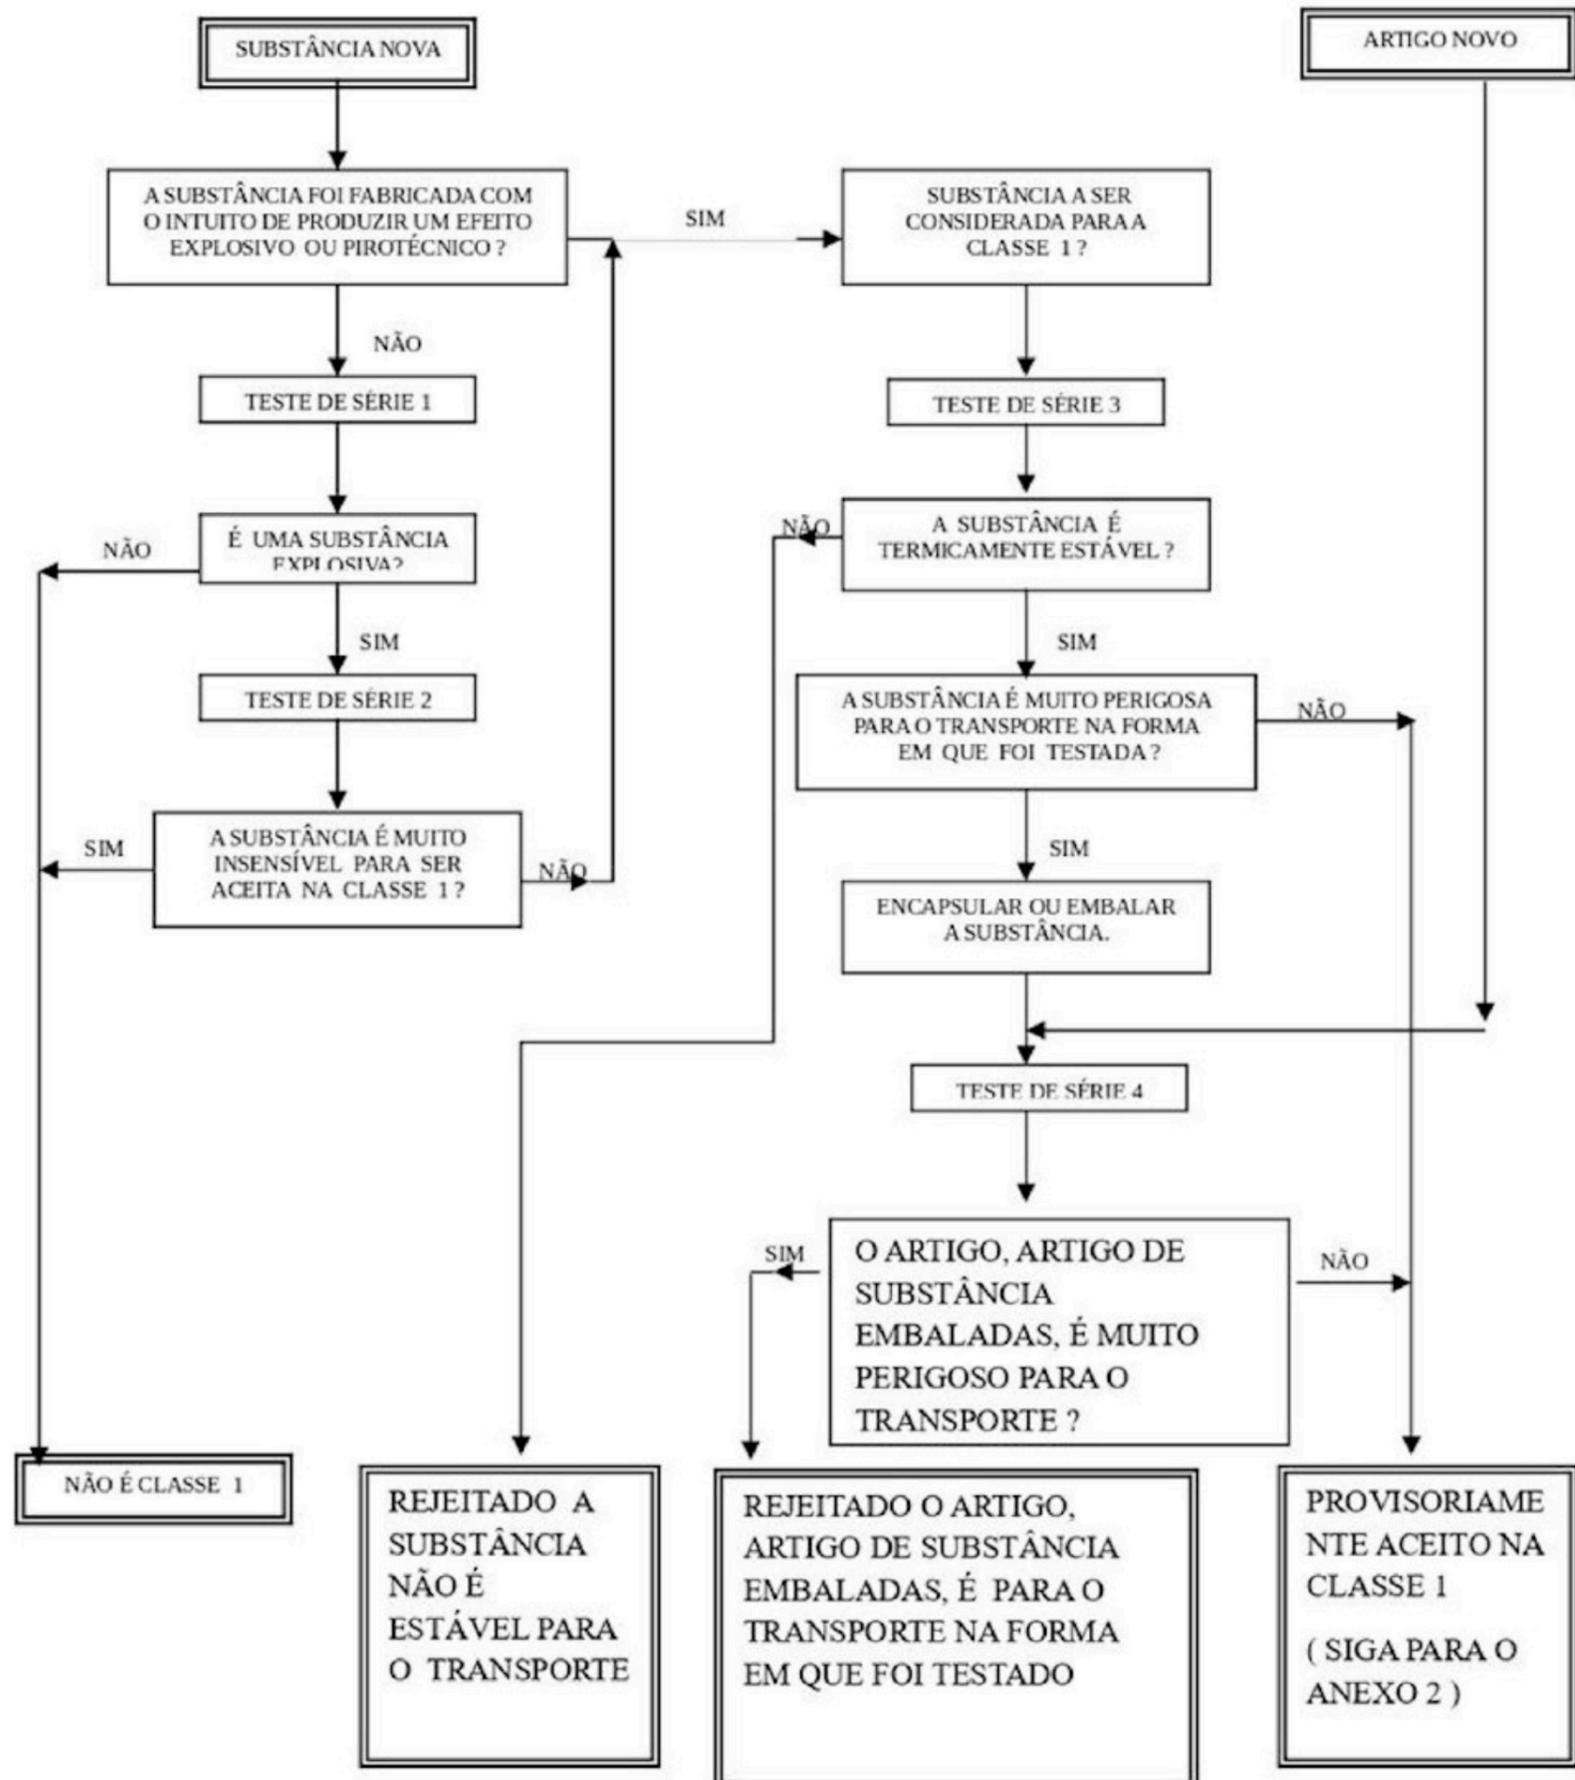 SUBSTÂNCIA NOVA
ARTIGO NOVO
A SUBSTÂNCIA FOI FABRICADA COM
O INTUITO DE PRODUZIR UM EFEITO
EXPLOSIVO OU PIROTÉCNICO ?
SIM
SUBSTÂNCIA A SER
CONSIDERADA PARA A
CLASSE 1 ?
NÃO
TESTE DE SÉRIE 1
TESTE DE SÉRIE 3
É UMA SUBSTÂNCIA
EXPLOSIVA?
NÃO
NÃO
A SUBSTÂNCIA É
TERMICAMENTE ESTÁVEL ?
SIM
SIM
TESTE DE SÉRIE 2
A SUBSTÂNCIA É MUITO PERIGOSA
PARA O TRANSPORTE NA FORMA
EM QUE FOI TESTADA ?
NÃO
A SUBSTÂNCIA É MUITO
INSENSÍVEL PARA SER
ACEITA NA CLASSE 1 ?
SIM
NÃO
SIM
ENCAPSULAR OU EMBALAR
A SUBSTÂNCIA.
TESTE DE SÉRIE 4
SIM
O ARTIGO, ARTIGO DE
SUBSTÂNCIA
EMBALADAS, É MUITO
PERIGOSO PARA O
TRANSPORTE ?
NÃO
NÃO É CLASSE 1
REJEITADO A
SUBSTÂNCIA
NÃO É
ESTÁVEL PARA
O TRANSPORTE
REJEITADO O ARTIGO,
ARTIGO DE SUBSTÂNCIA
EMBALADAS, É PARA O
TRANSPORTE NA FORMA
EM QUE FOI TESTADO
PROVISORIAME
NTE ACEITO NA
CLASSE 1
( SIGA PARA O
ANEXO 2 )